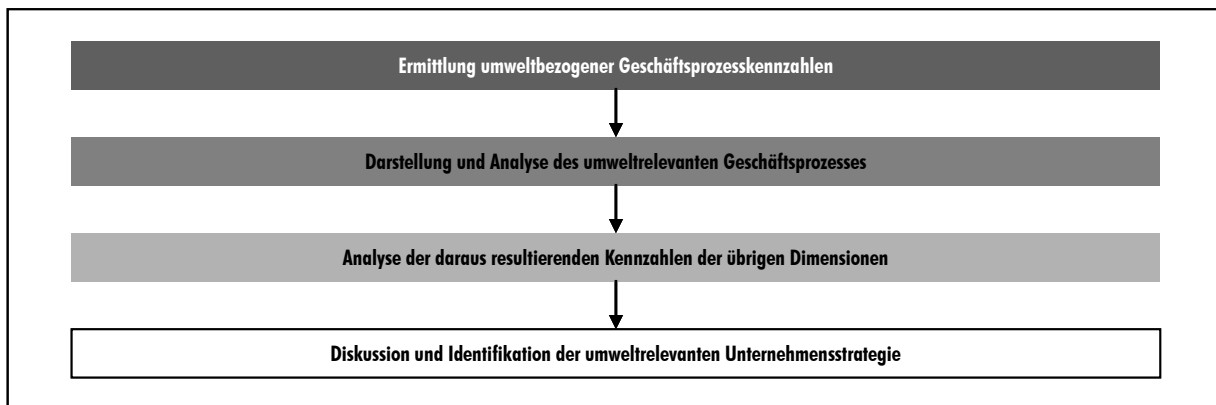 Ermittlung umweltbezogener Geschäftsprozesskennzahlen
Darstellung und Analyse des umweltrelevanten Geschäftsprozesses
Analyse der daraus resultierenden Kennzahlen der übrigen Dimensionen
Diskussion und Identifikation der umweltrelevanten Unternehmensstrategie